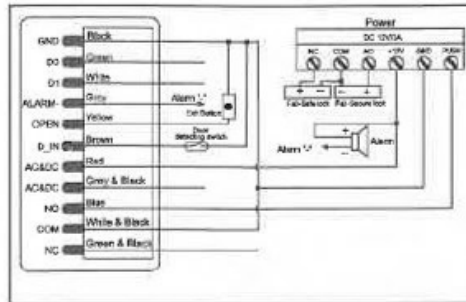 Power
DC 12V/3A
NC COM NO +12V GND PUSH
GND Black
D0 Green
D1 White
ALARM- Grey
OPEN Yellow
D_IN Brown
AC&DC Red
AC&DC Grey & Black
NO Blue
COM White & Black
NC Green & Black
Alarm "-"
Exit Button
Door
detecting switch
Fail-Safe lock
Fail-Secure lock
Alarm "-"
Alarm